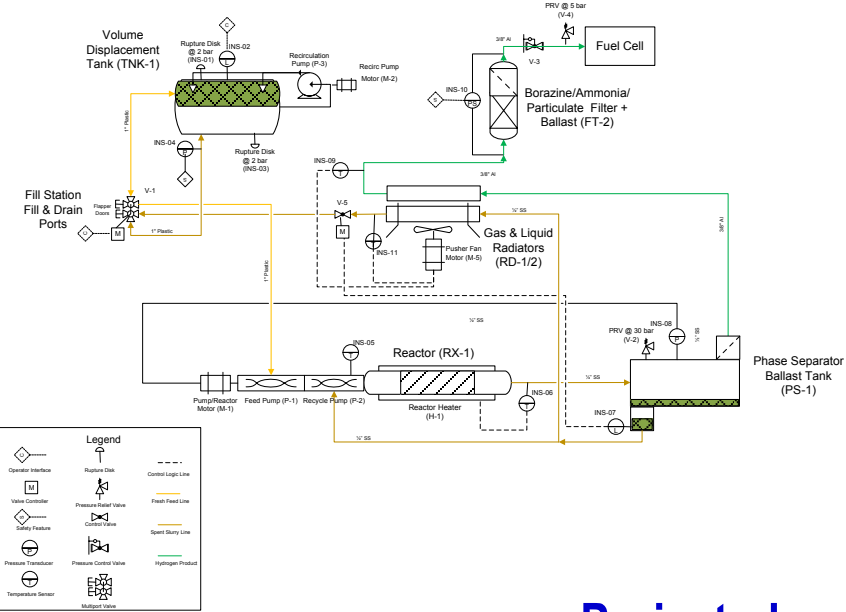 PRV @ 5 bar
(V-4)
3/8" Al
V-3
Fuel Cell
C
Volume
Displacement
Tank (TNK-1)
Rupture Disk
@ 2 bar
(INS-01)
INS-02
L
Recirculation
Pump (P-3)
Recirc Pump
Motor (M-2)
INS-10
PS
S
Borazine/Ammonia/
Particulate Filter +
Ballast (FT-2)
1" Plastic
INS-04
P
S
Rupture Disk
@ 2 bar
(INS-03)
INS-09
T
3/8" Al
Fill Station
Fill & Drain
Ports
V-1
Flapper
Doors
M
1" Plastic
V-5
M
½" SS
INS-11
T
Gas & Liquid
Radiators
(RD-1/2)
Pusher Fan
Motor (M-5)
3/8" Al
1" Plastic
½" SS
PRV @ 30 bar
(V-2)
INS-08
P
½" SS
INS-05
T
Reactor (RX-1)
Pump/Reactor
Motor (M-1)
Feed Pump (P-1)
Recycle Pump (P-2)
Reactor Heater
(H-1)
INS-06
T
½" SS
INS-07
L
Phase Separator
Ballast Tank
(PS-1)
½" SS
Legend
Operator Interface
Rupture Disk
Control Logic Line
M
Valve Controller
Pressure Relief Valve
Fresh Feed Line
Safety Feature
Control Valve
Spent Slurry Line
P
Pressure Transducer
Pressure Control Valve
Hydrogen Product
T
Temperature Sensor
Multiport Valve